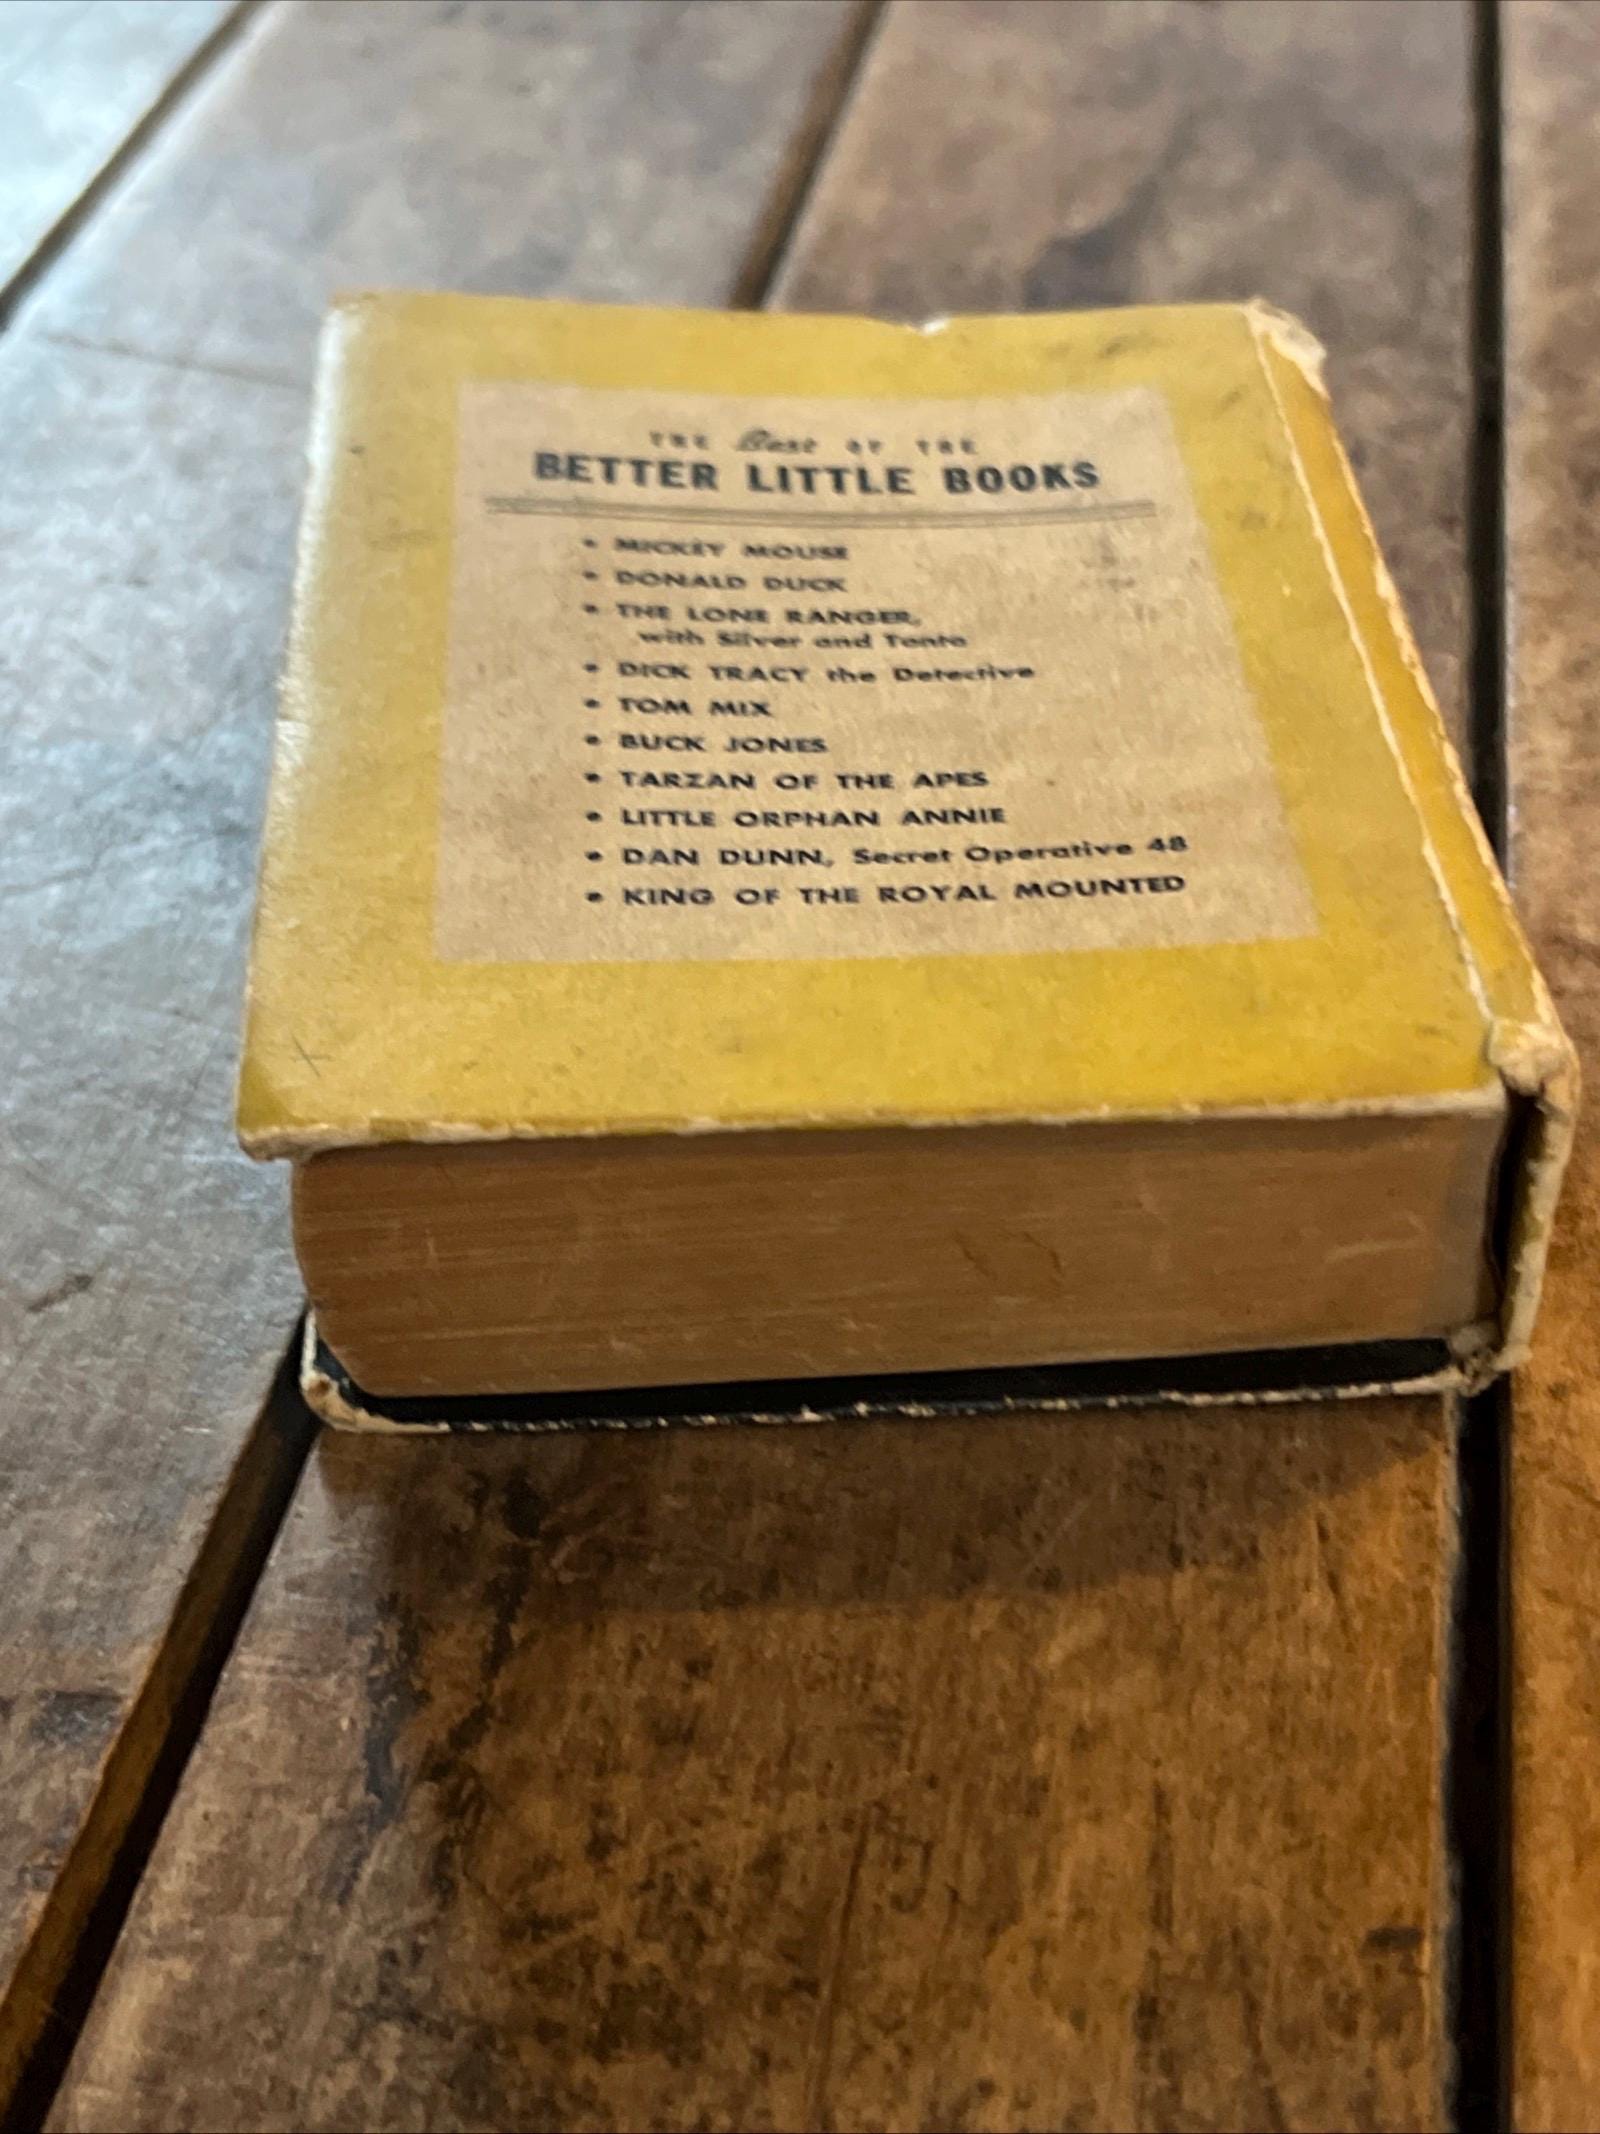 THE Best OF THE
BETTER LITTLE BOOKS
• MICKEY MOUSE
• DONALD DUCK
• THE LONE RANGER,
with Silver and Tonto
• DICK TRACY the Detective
• TOM MIX
• BUCK JONES
• TARZAN OF THE APES
• LITTLE ORPHAN ANNIE
• DAN DUNN, Secret Operative 48
• KING OF THE ROYAL MOUNTED